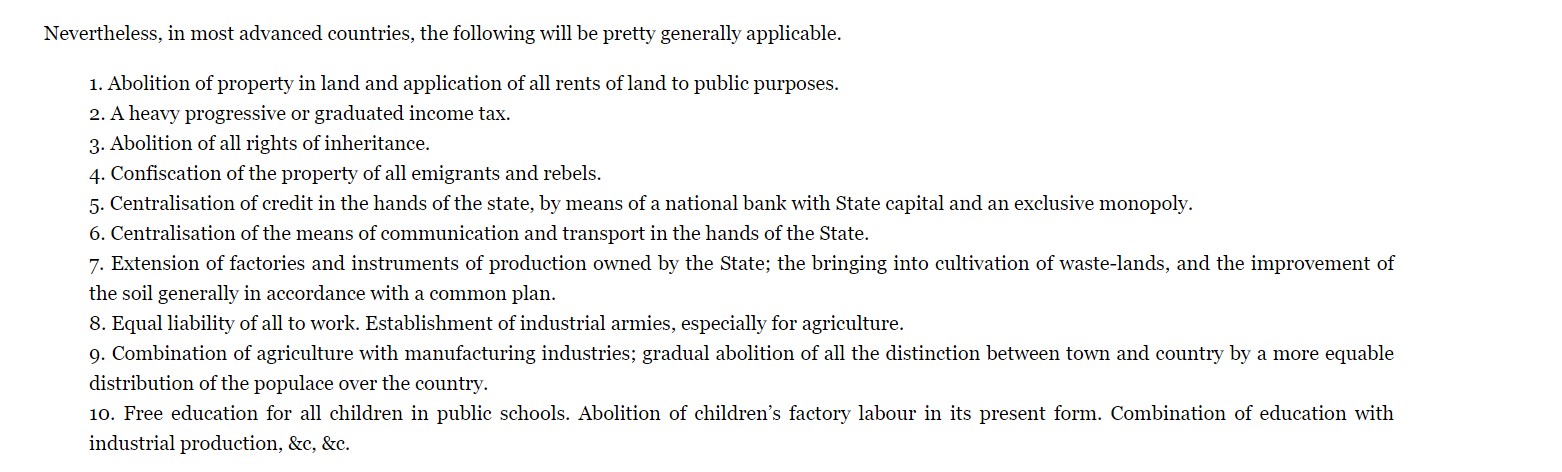 Nevertheless, in most advanced countries, the following will be pretty generally applicable.
1. Abolition of property in land and application of all rents of land to public purposes.
2. A heavy progressive or graduated income tax.
3. Abolition of all rights of inheritance.
4. Confiscation of the property of all emigrants and rebels.
5. Centralisation of credit in the hands of the state, by means of a national bank with State capital and an exclusive monopoly.
6. Centralisation of the means of communication and transport in the hands of the State.
7. Extension of factories and instruments of production owned by the State; the bringing into cultivation of waste-lands, and the improvement of
the soil generally in accordance with a common plan.
8. Equal liability of all to work. Establishment of industrial armies, especially for agriculture.
9. Combination of agriculture with manufacturing industries; gradual abolition of all the distinction between town and country by a more equable
distribution of the populace over the country.
10. Free education for all children in public schools. Abolition of children’s factory labour in its present form. Combination of education with
industrial production, &c, &c.